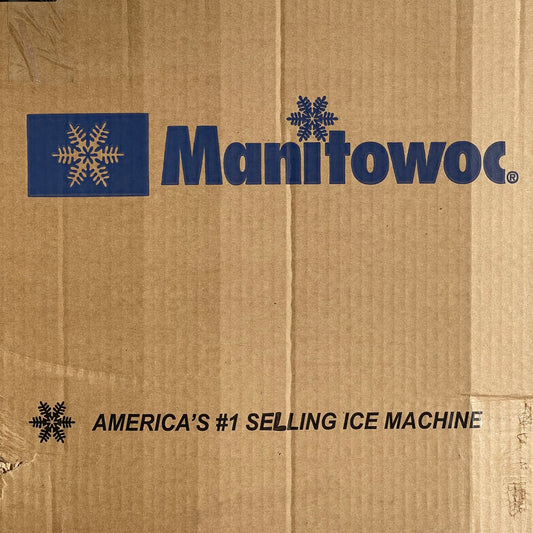 Manitowoc®
AMERICA'S #1 SELLING ICE MACHINE